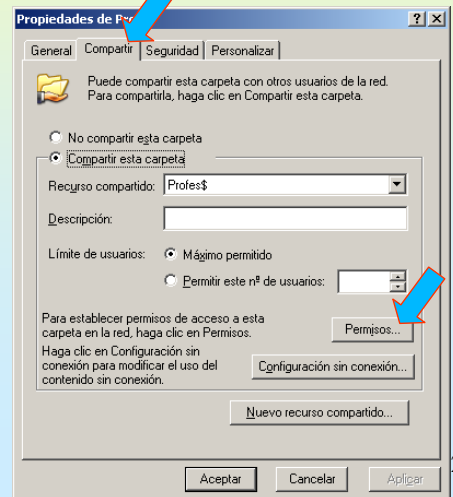 Propiedades de Pr
General Compartir Seguridad Personalizar
Puede compartir esta carpeta con otros usuarios de la red.
Para compartirla, haga clic en Compartir esta carpeta.
No compartir esta carpeta
Compartir esta carpeta
Recurso compartido: Profes$
Descripción:
Límite de usuarios: Máximo permitido
Permitir este nº de usuarios:
Para establecer permisos de acceso a esta
carpeta en la red, haga clic en Permisos.
Permisos...
Haga clic en Configuración sin
conexión para modificar el uso del
contenido sin conexión.
Configuración sin conexión...
Nuevo recurso compartido...
Aceptar Cancelar Aplicar